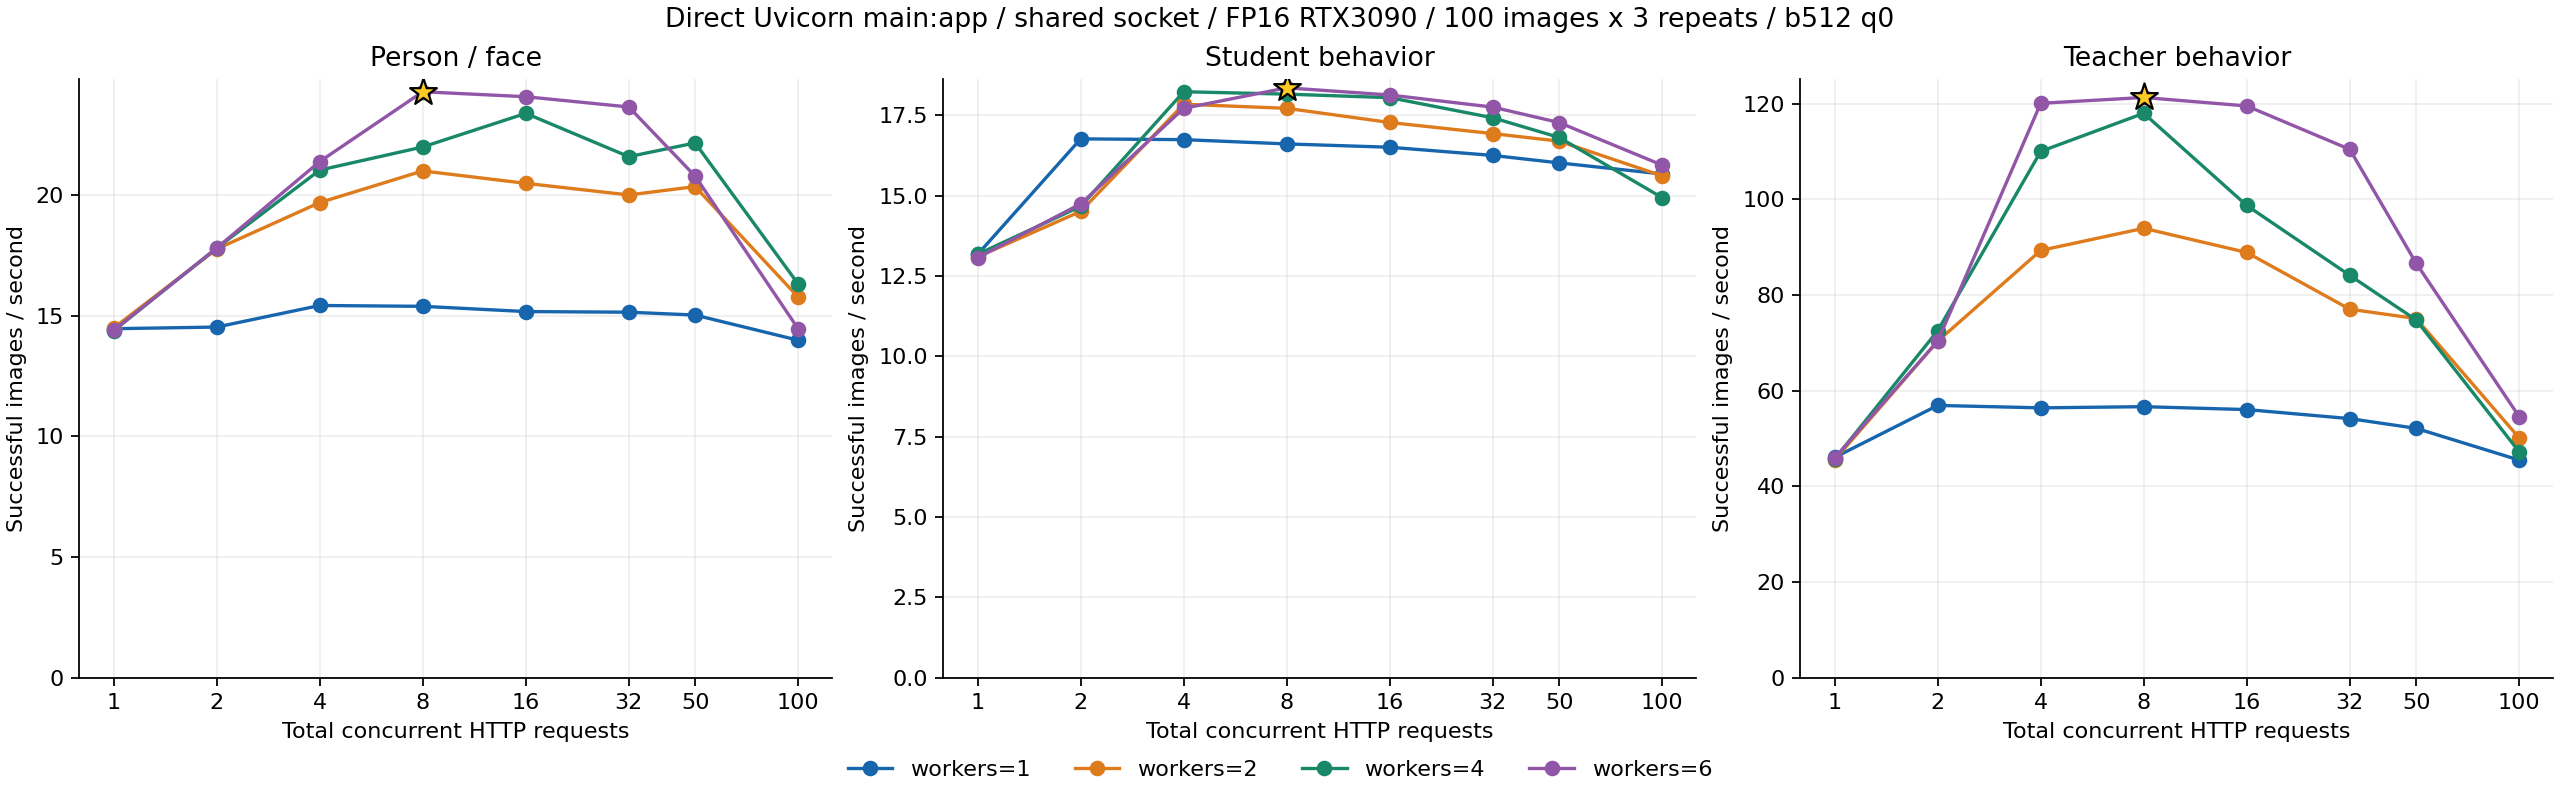 Direct Uvicorn main:app / shared socket / FP16 RTX3090 / 100 images x 3 repeats / b512 q0
Person / face
Successful images / second
20
15
10
5
0
1 2 4 8 16 32 50 100
Total concurrent HTTP requests
Student behavior
Successful images / second
17.5
15.0
12.5
10.0
7.5
5.0
2.5
0.0
1 2 4 8 16 32 50 100
Total concurrent HTTP requests
Teacher behavior
Successful images / second
120
100
80
60
40
20
0
1 2 4 8 16 32 50 100
Total concurrent HTTP requests
workers=1 workers=2 workers=4 workers=6